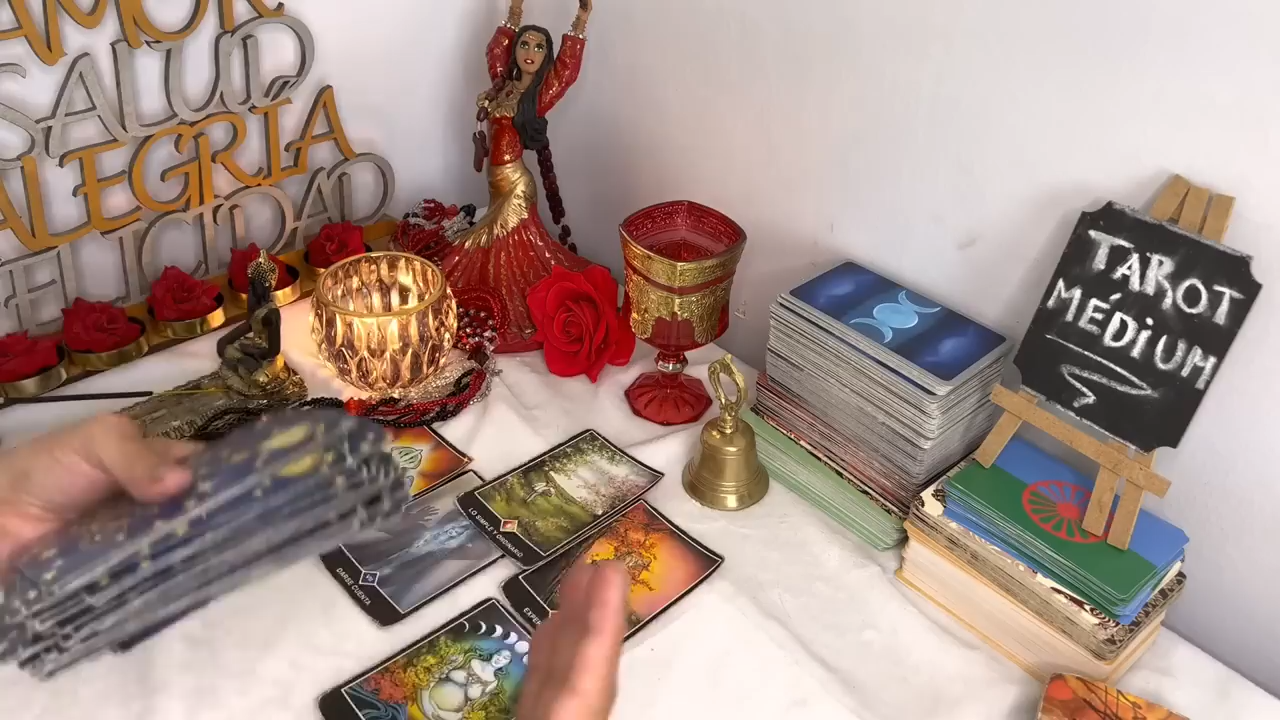 AMOR
SALUD
ALEGRÍA
FELICIDAD
TAROT
MÉDIUM
LO SIMPLE Y ORDINARIO
DARSE CUENTA